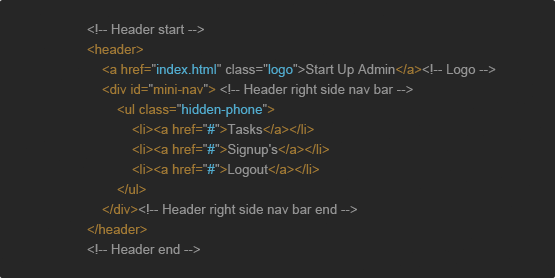 <!-- Header start -->
<header>
<a href="index.html" class="logo">Start Up Admin</a><!-- Logo -->
<div id="mini-nav"> <!-- Header right side nav bar -->
<ul class="hidden-phone">
<li><a href="#">Tasks</a></li>
<li><a href="#">Signup's</a></li>
<li><a href="#">Logout</a></li>
</ul>
</div><!-- Header right side nav bar end -->
</header>
<!-- Header end -->